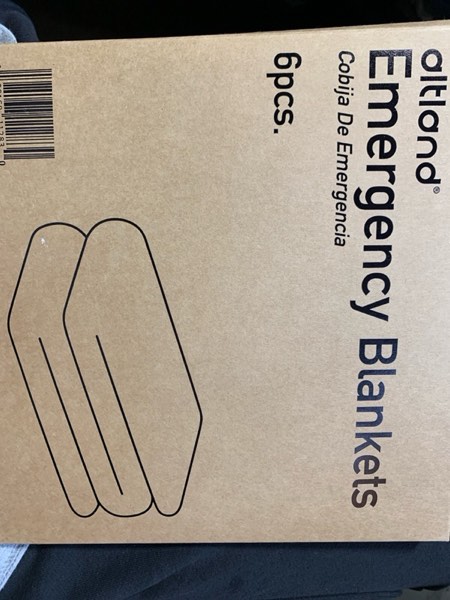 altland®
Emergency Blankets
Cobija De Emergencia
6pcs.